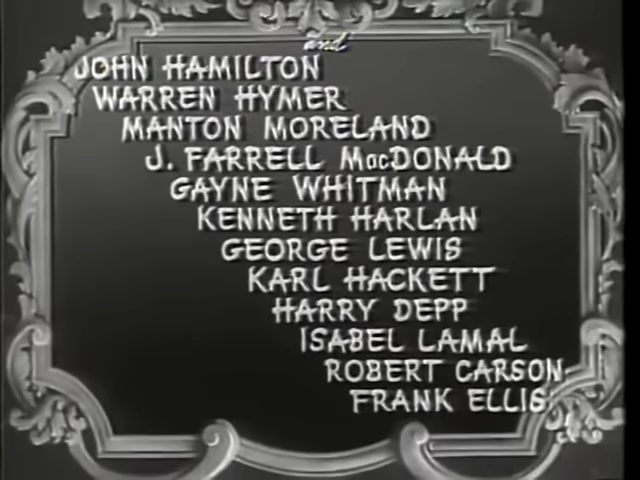 and
JOHN HAMILTON
WARREN HYMER
MANTON MORELAND
J. FARRELL MacDONALD
GAYNE WHITMAN
KENNETH HARLAN
GEORGE LEWIS
KARL HACKETT
HARRY DEPP
ISABEL LAMAL
ROBERT CARSON
FRANK ELLIS